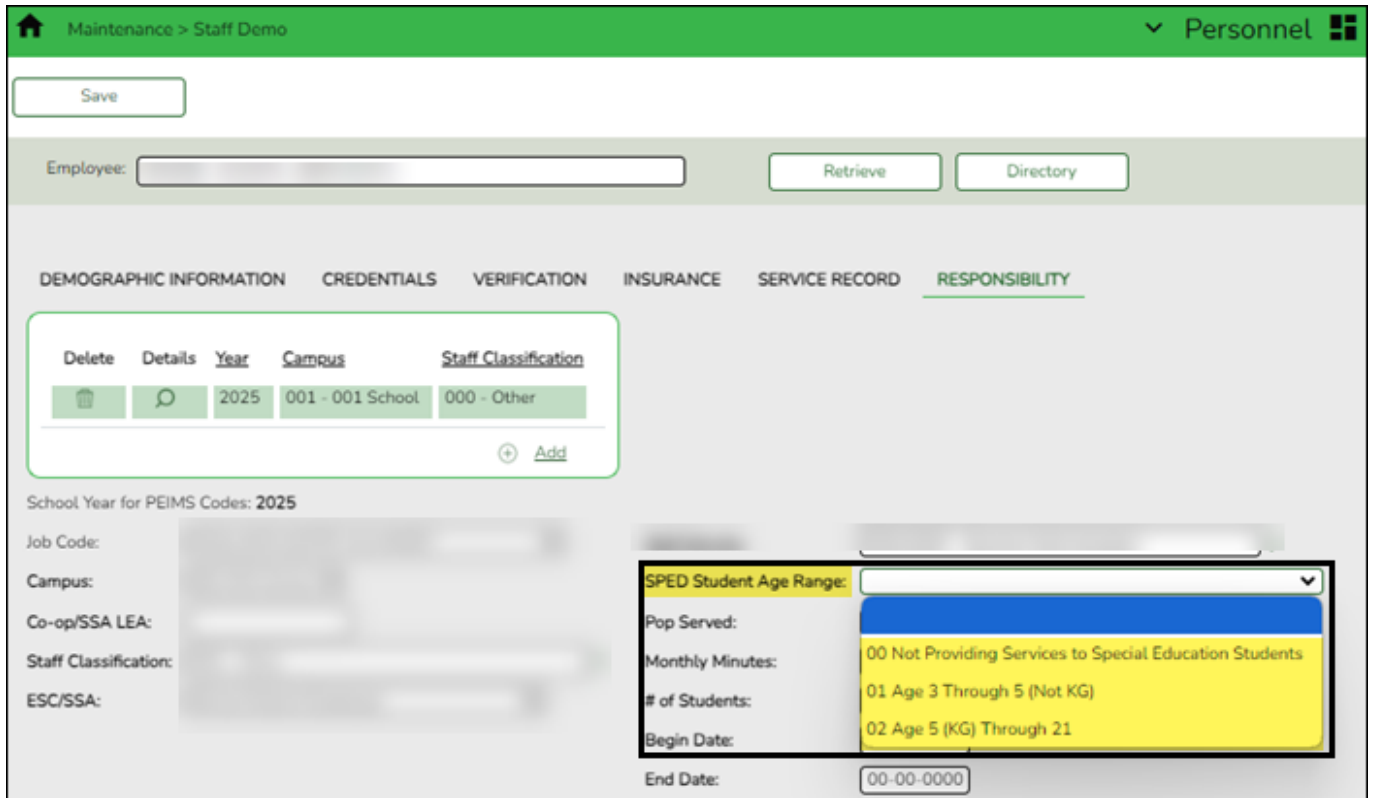 Maintenance > Staff Demo
Personnel
Save
Employee:
Retrieve
Directory
DEMOGRAPHIC INFORMATION CREDENTIALS VERIFICATION INSURANCE SERVICE RECORD RESPONSIBILITY
Delete Details Year Campus Staff Classification
2025 001 - 001 School 000 - Other
Add
School Year for PEIMS Codes: 2025
Job Code:
Campus:
Co-op/SSA LEA:
Staff Classification:
ESC/SSA:
SPED Student Age Range:
Pop Served:
00 Not Providing Services to Special Education Students
Monthly Minutes:
01 Age 3 Through 5 (Not KG)
# of Students:
02 Age 5 (KG) Through 21
Begin Date:
End Date: 00-00-0000